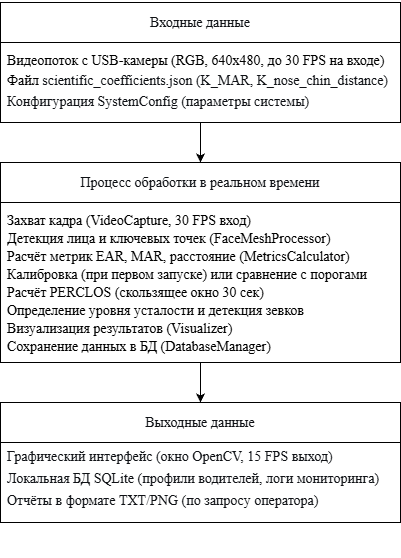 Входные данные
Видеопоток с USB-камеры (RGB, 640x480, до 30 FPS на входе)
Файл scientific_coefficients.json (K_MAR, K_nose_chin_distance)
Конфигурация SystemConfig (параметры системы)
Процесс обработки в реальном времени
Захват кадра (VideoCapture, 30 FPS вход)
Детекция лица и ключевых точек (FaceMeshProcessor)
Расчёт метрик EAR, MAR, расстояние (MetricsCalculator)
Калибровка (при первом запуске) или сравнение с порогами
Расчёт PERCLOS (скользящее окно 30 сек)
Определение уровня усталости и детекция зевков
Визуализация результатов (Visualizer)
Сохранение данных в БД (DatabaseManager)
Выходные данные
Графический интерфейс (окно OpenCV, 15 FPS выход)
Локальная БД SQLite (профили водителей, логи мониторинга)
Отчёты в формате TXT/PNG (по запросу оператора)